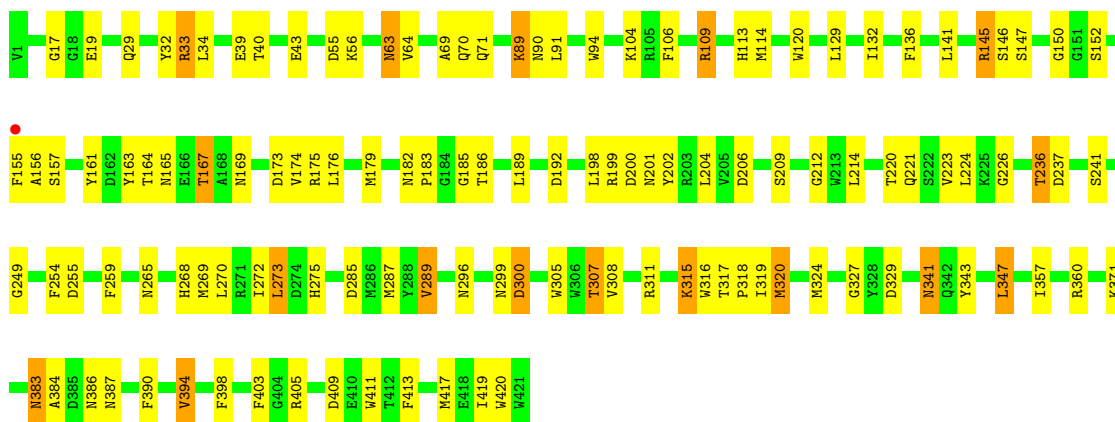 V1 G17 G18 E19 Q29 Y32 R33 L34 E39 T40 E43 D55 K56 N63 V64 A69 Q70 Q71 K89 N90 L91 W94 K104 R105 F106 R109 H113 M114 W120 L129 I132 F136 L141 R145 S146 S147 G150 G151 S152
F155 A156 S157 Y161 D162 Y163 T164 N165 E166 T167 A168 N169 D173 V174 R175 L176 M179 N182 P183 G184 G185 T186 L189 D192 L198 R199 D200 N201 Y202 R203 L204 V205 D206 S209 G212 W213 L214 T220 Q221 S222 V223 L224 K225 G226 T236 D237 S241
G249 F254 D255 F259 N265 H268 M269 L270 R271 I272 L273 D274 H275 D285 M286 M287 Y288 V289 N296 N299 D300 W305 W306 T307 V308 R311 K315 W316 T317 P318 I319 M320 M324 G327 Y328 D329 N341 Q342 Y343 L347 I357 R360 K371
N383 A384 D385 N386 N387 F390 V394 F398 F403 G404 R405 D409 E410 W411 T412 F413 M417 E418 I419 W420 W421